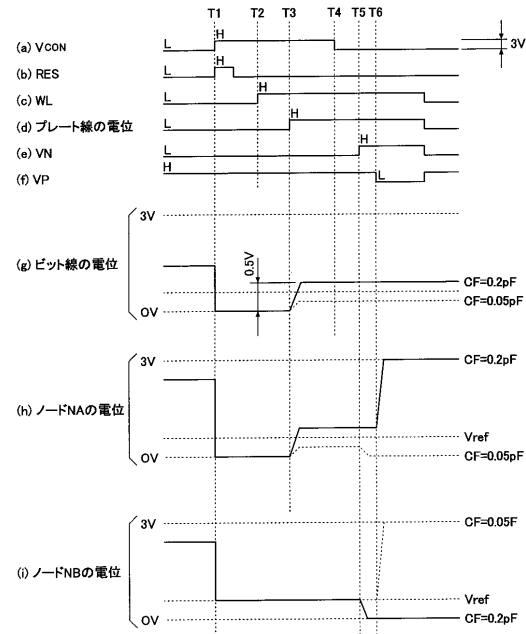 T1 T2 T3 T4 T5 T6
(a) VCON L H 3V
(b) RES L H
(c) WL L H
(d) プレート線の電位 L H
(e) VN L H
(f) VP H L
3V
(g) ビット線の電位 0.5V CF=0.2pF
CF=0.05pF
0V
3V CF=0.2pF
(h) ノードNAの電位
Vref
0V CF=0.05pF
3V CF=0.05F
(i) ノードNBの電位
Vref
0V CF=0.2pF